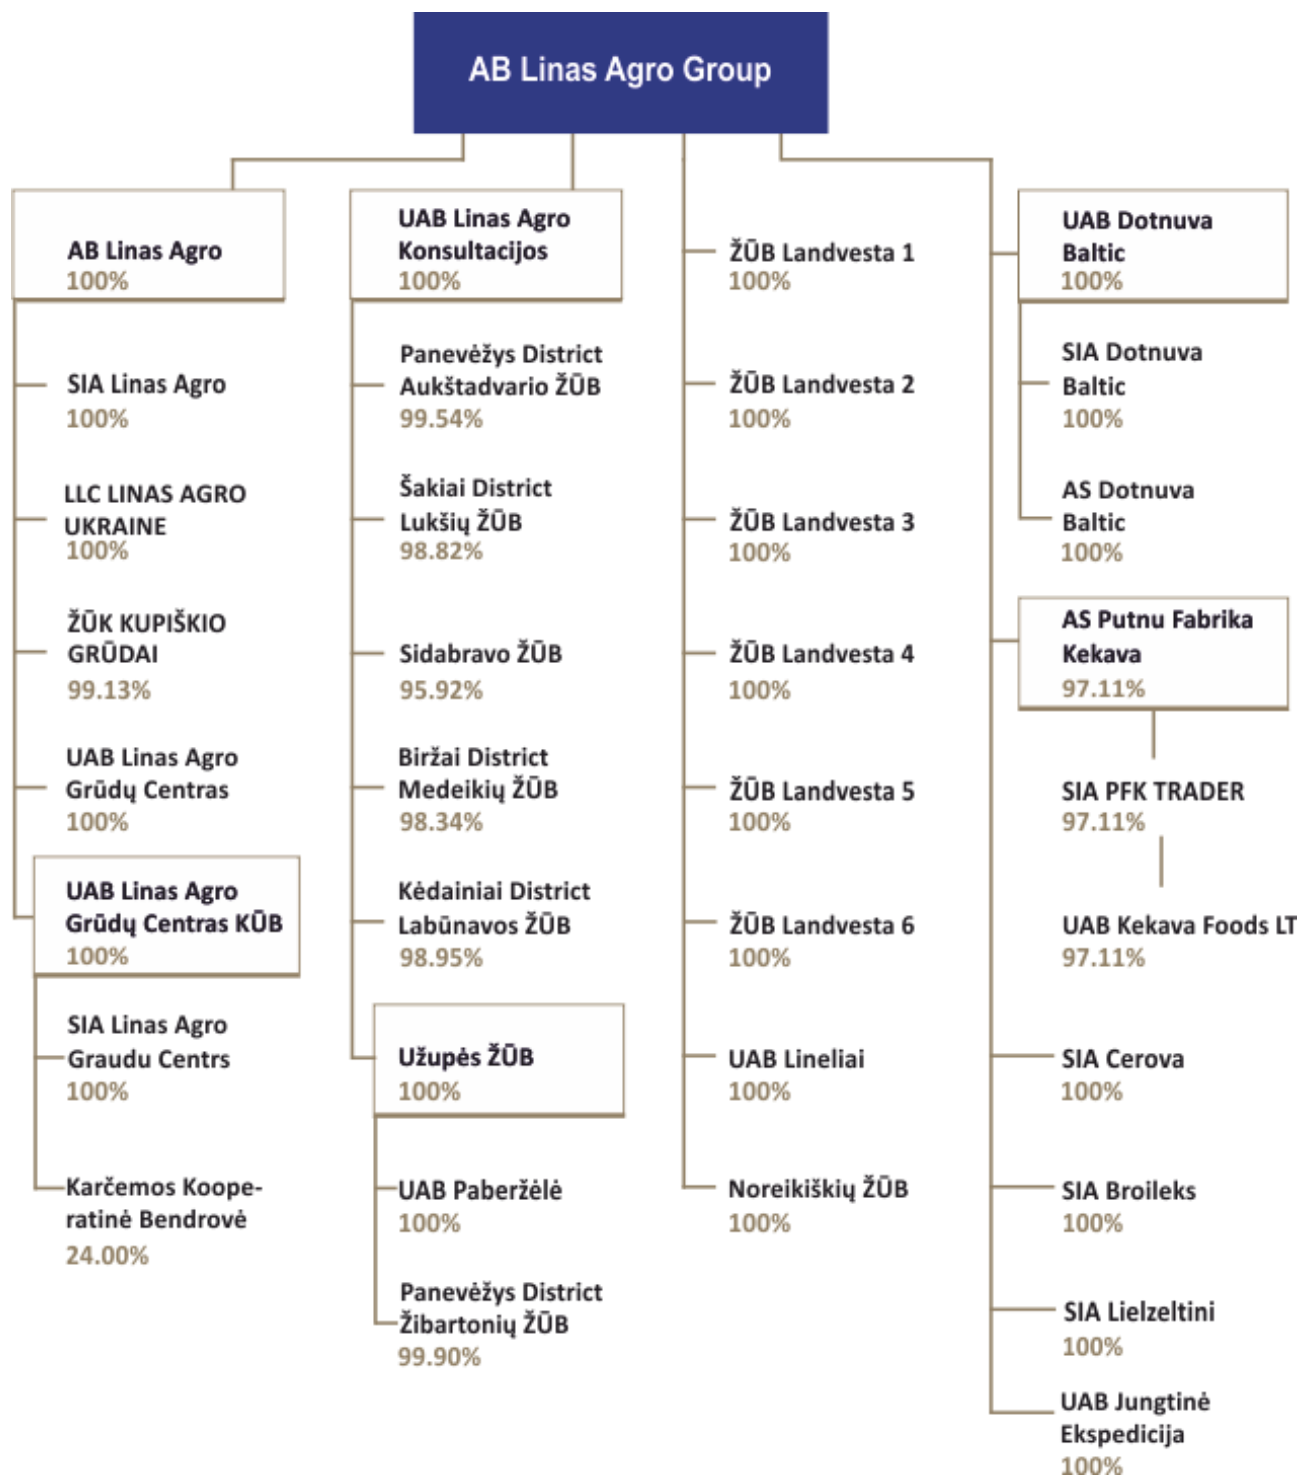 AB Linas Agro Group
AB Linas Agro
100%
SIA Linas Agro
100%
LLC LINAS AGRO
UKRAINE
100%
ŽŪK KUPIŠKIO
GRŪDAI
99.13%
UAB Linas Agro
Grūdų Centras
100%
UAB Linas Agro
Grūdų Centras KŪB
100%
SIA Linas Agro
Graudu Centrs
100%
Karčemos Koope-
ratinė Bendrovė
24.00%
UAB Linas Agro
Konsultacijos
100%
Panevėžys District
Aukštadvario ŽŪB
99.54%
Šakiai District
Lukšių ŽŪB
98.82%
Sidabravo ŽŪB
95.92%
Biržai District
Medeikių ŽŪB
98.34%
Kėdainiai District
Labūnavos ŽŪB
98.95%
Užupės ŽŪB
100%
UAB Paberžėlė
100%
Panevėžys District
Žibartonių ŽŪB
99.90%
ŽŪB Landvesta 1
100%
ŽŪB Landvesta 2
100%
ŽŪB Landvesta 3
100%
ŽŪB Landvesta 4
100%
ŽŪB Landvesta 5
100%
ŽŪB Landvesta 6
100%
UAB Lineliai
100%
Noreikiškių ŽŪB
100%
UAB Dotnuva
Baltic
100%
SIA Dotnuva
Baltic
100%
AS Dotnuva
Baltic
100%
AS Putnu Fabrika
Kekava
97.11%
SIA PFK TRADER
97.11%
UAB Kekava Foods LT
97.11%
SIA Cerova
100%
SIA Broileks
100%
SIA Lielzeltini
100%
UAB Jungtinė
Ekspedicija
100%